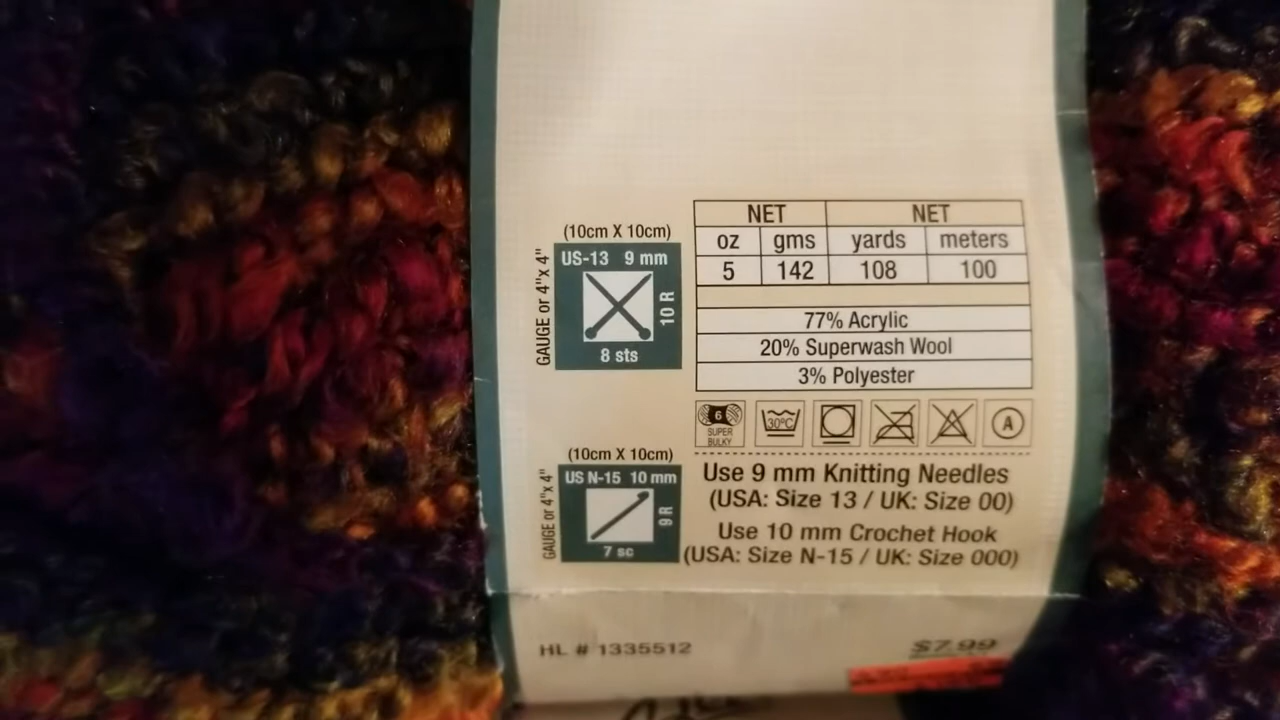 (10cm X 10cm)
GAUGE or 4"x 4"
US-13 9 mm
10 R
8 sts
NET NET
oz gms yards meters
5 142 108 100
77% Acrylic
20% Superwash Wool
3% Polyester
6
SUPER
BULKY
30°C
A
(10cm X 10cm)
GAUGE or 4"x 4"
US N-15 10 mm
9 R
7 sc
Use 9 mm Knitting Needles
(USA: Size 13 / UK: Size 00)
Use 10 mm Crochet Hook
(USA: Size N-15 / UK: Size 000)
HL # 1335512
$7.99